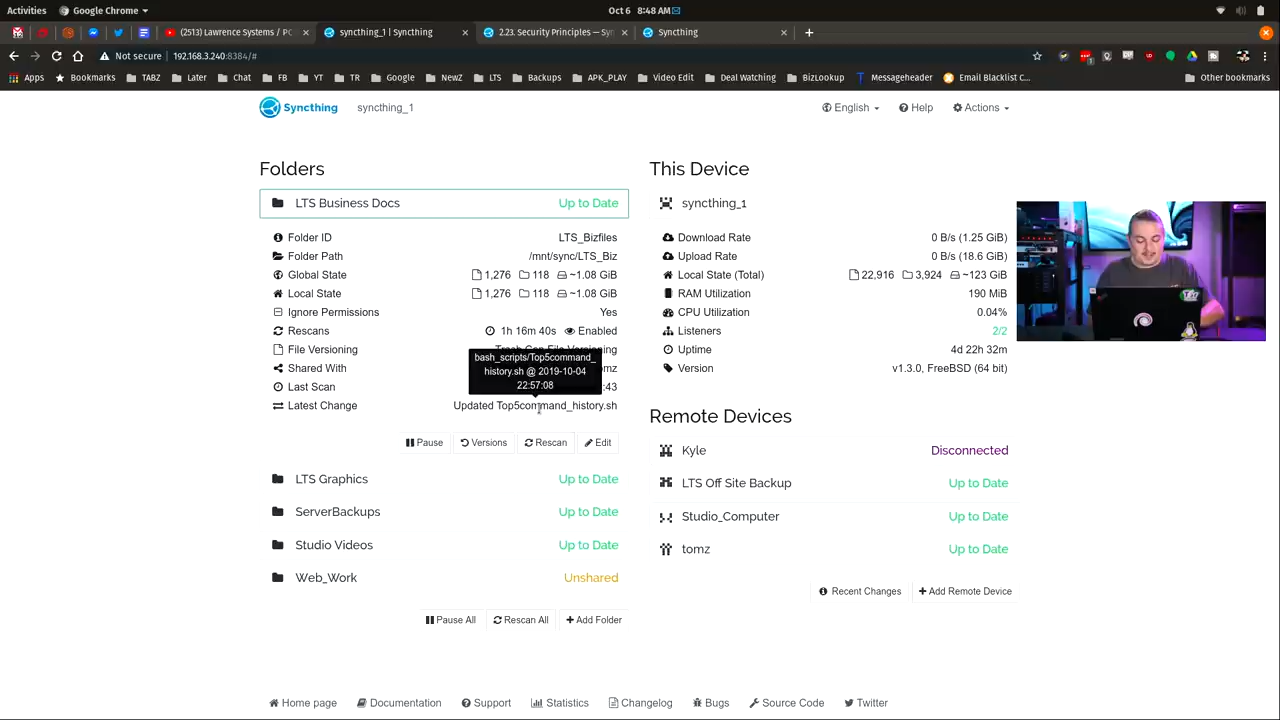 Activities
Google Chrome
Oct 6 8:48 AM
(2513) Lawrence Systems / PC
syncthing_1 | Syncthing
2.23. Security Principles — Syn
Syncthing
Not secure
192.168.3.240:8384/#
Apps
Bookmarks
TABZ
Later
Chat
FB
YT
TR
Google
NewZ
LTS
Backups
APK_PLAY
Video Edit
Deal Watching
BizLookup
Messageheader
Email Blacklist C...
Other bookmarks
Syncthing
syncthing_1
English
Help
Actions
Folders
LTS Business Docs Up to Date
Folder ID LTS_Bizfiles
Folder Path /mnt/sync/LTS_Biz
Global State 1,276 118 ~1.08 GiB
Local State 1,276 118 ~1.08 GiB
Ignore Permissions Yes
Rescans 1h 16m 40s Enabled
File Versioning Trash Can File Versioning
Shared With omz
bash_scripts/Top5command_
history.sh @ 2019-10-04
22:57:08
Last Scan :43
Latest Change Updated Top5command_history.sh
Pause
Versions
Rescan
Edit
LTS Graphics Up to Date
ServerBackups Up to Date
Studio Videos Up to Date
Web_Work Unshared
Pause All
Rescan All
Add Folder
This Device
syncthing_1
Download Rate 0 B/s (1.25 GiB)
Upload Rate 0 B/s (18.6 GiB)
Local State (Total) 22,916 3,924 ~123 GiB
RAM Utilization 190 MiB
CPU Utilization 0.04%
Listeners 2/2
Uptime 4d 22h 32m
Version v1.3.0, FreeBSD (64 bit)
Remote Devices
Kyle Disconnected
LTS Off Site Backup Up to Date
Studio_Computer Up to Date
tomz Up to Date
Recent Changes
Add Remote Device
Home page
Documentation
Support
Statistics
Changelog
Bugs
Source Code
Twitter